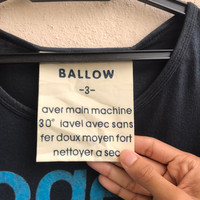 BALLOW
-3-
aver main machine
30° lavel avec sans
fer doux moyen fort
nettoyer a sec